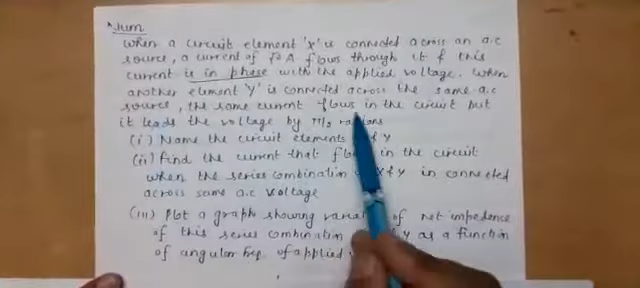 Sum
When a circuit element 'X' is connected across an a.c
source, a current of √2 A flows through it & this
current is in phase with the applied voltage. When
another element 'Y' is connected across the same a.c
source, the same current flows in the circuit but
it leads the voltage by π/2 radians
(i) Name the circuit elements & Y
(ii) Find the current that in the circuit
when the series combination X & Y in connected
across same a.c voltage
(iii) Plot a graph showing of net impedence
of this series combination Y as a function
of angular freq. of applied